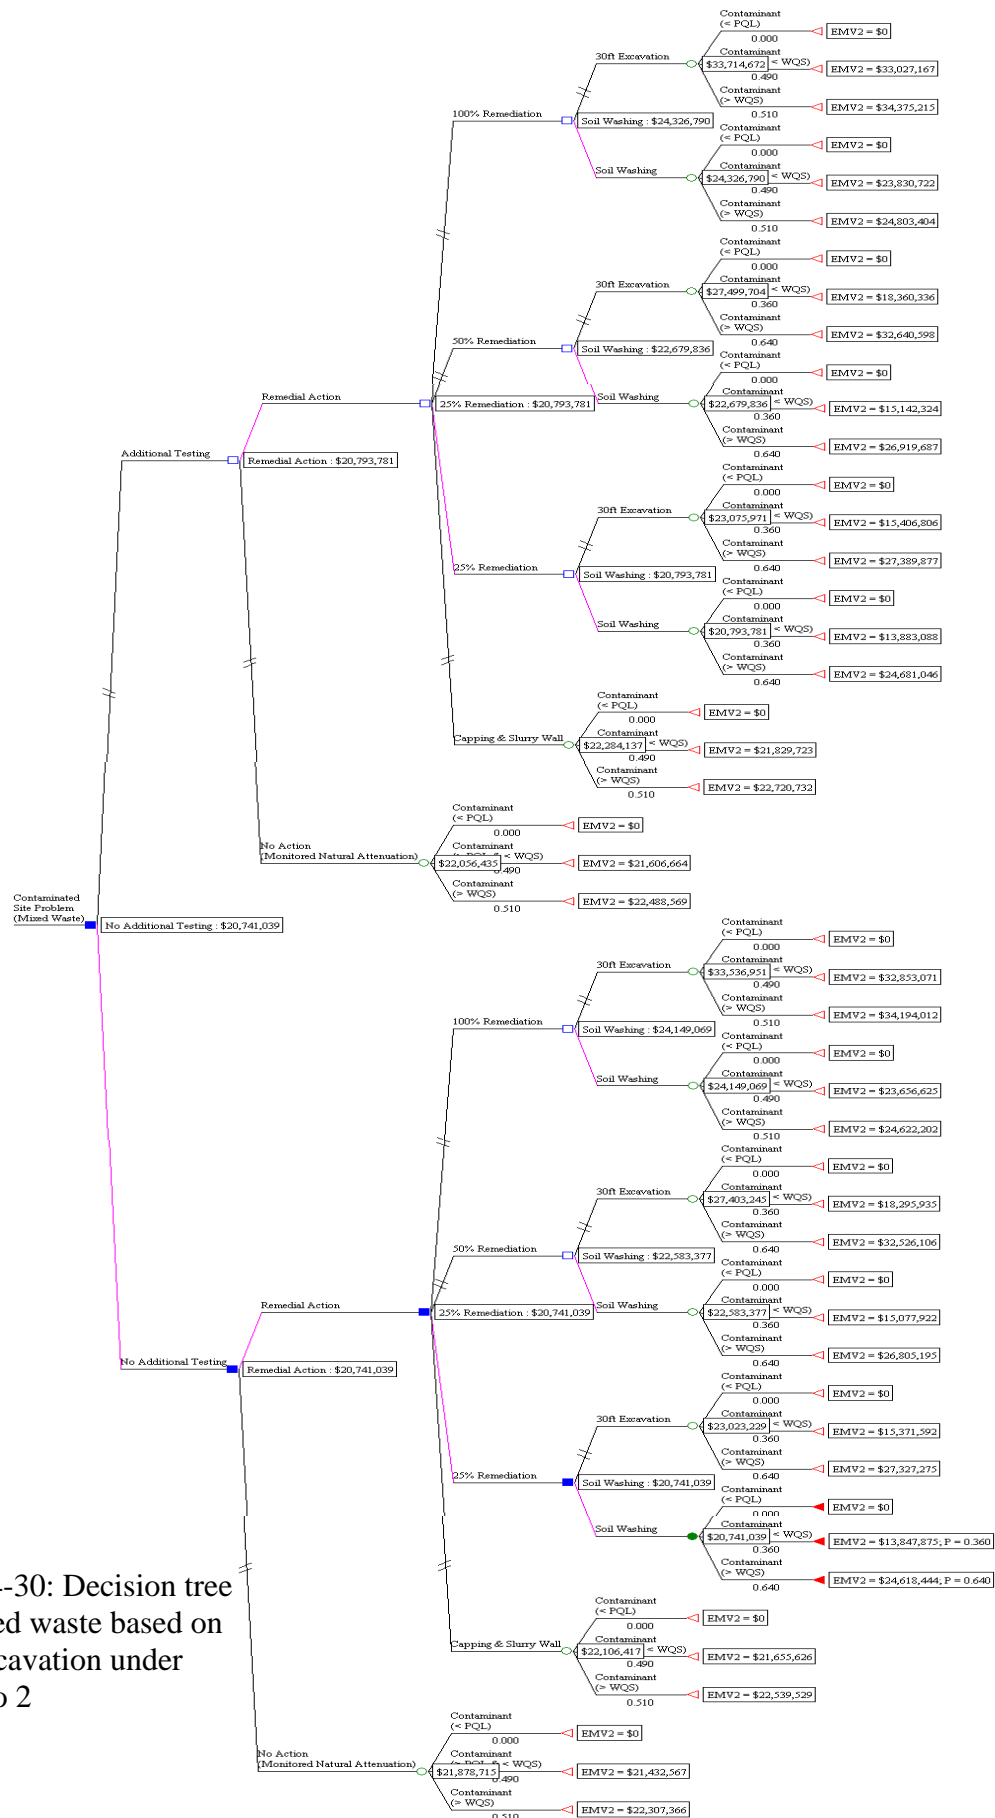 Contaminant
(< PQL)
0.000
EMV2 = $0
30ft Excavation
$33,714,672
Contaminant
< WQS)
0.490
EMV2 = $33,027,167
Contaminant
(> WQS)
0.510
EMV2 = $34,375,215
100% Remediation
Soil Washing : $24,326,790
Contaminant
(< PQL)
0.000
EMV2 = $0
Soil Washing
$24,326,790
Contaminant
< WQS)
0.490
EMV2 = $23,830,722
Contaminant
(> WQS)
0.510
EMV2 = $24,803,404
Contaminant
(< PQL)
0.000
EMV2 = $0
30ft Excavation
$27,499,704
Contaminant
< WQS)
0.360
EMV2 = $18,360,336
Contaminant
(> WQS)
0.640
EMV2 = $32,640,598
50% Remediation
Soil Washing : $22,679,836
Contaminant
(< PQL)
0.000
EMV2 = $0
Soil Washing
$22,679,836
Contaminant
< WQS)
0.360
EMV2 = $15,142,324
Contaminant
(> WQS)
0.640
EMV2 = $26,919,687
Remedial Action
25% Remediation : $20,793,781
Additional Testing
Remedial Action : $20,793,781
Contaminant
(< PQL)
0.000
EMV2 = $0
30ft Excavation
$23,075,971
Contaminant
< WQS)
0.360
EMV2 = $15,406,806
Contaminant
(> WQS)
0.640
EMV2 = $27,389,877
25% Remediation
Soil Washing : $20,793,781
Contaminant
(< PQL)
0.000
EMV2 = $0
Soil Washing
$20,793,781
Contaminant
< WQS)
0.360
EMV2 = $13,883,088
Contaminant
(> WQS)
0.640
EMV2 = $24,681,046
Contaminant
(< PQL)
0.000
EMV2 = $0
Capping & Slurry Wall
$22,284,137
Contaminant
< WQS)
0.490
EMV2 = $21,829,723
Contaminant
(> WQS)
0.510
EMV2 = $22,720,732
Contaminant
(< PQL)
0.000
EMV2 = $0
No Action
(Monitored Natural Attenuation)
$22,056,435
Contaminant
< WQS)
0.490
EMV2 = $21,606,664
Contaminant
(> WQS)
0.510
EMV2 = $22,488,569
Contaminated
Site Problem
(Mixed Waste)
No Additional Testing : $20,741,039
Contaminant
(< PQL)
0.000
EMV2 = $0
30ft Excavation
$33,536,951
Contaminant
< WQS)
0.490
EMV2 = $32,853,071
Contaminant
(> WQS)
0.510
EMV2 = $34,194,012
100% Remediation
Soil Washing : $24,149,069
Contaminant
(< PQL)
0.000
EMV2 = $0
Soil Washing
$24,149,069
Contaminant
< WQS)
0.490
EMV2 = $23,656,625
Contaminant
(> WQS)
0.510
EMV2 = $24,622,202
Contaminant
(< PQL)
0.000
EMV2 = $0
30ft Excavation
$27,403,245
Contaminant
< WQS)
0.360
EMV2 = $18,295,935
Contaminant
(> WQS)
0.640
EMV2 = $32,526,106
50% Remediation
Soil Washing : $22,583,377
Contaminant
(< PQL)
0.000
EMV2 = $0
Soil Washing
$22,583,377
Contaminant
< WQS)
0.360
EMV2 = $15,077,922
Contaminant
(> WQS)
0.640
EMV2 = $26,805,195
Remedial Action
25% Remediation : $20,741,039
No Additional Testing
Remedial Action : $20,741,039
Contaminant
(< PQL)
0.000
EMV2 = $0
30ft Excavation
$23,023,229
Contaminant
< WQS)
0.360
EMV2 = $15,371,592
Contaminant
(> WQS)
0.640
EMV2 = $27,327,275
25% Remediation
Soil Washing : $20,741,039
Contaminant
(< PQL)
0.000
EMV2 = $0
Soil Washing
$20,741,039
Contaminant
< WQS)
0.360
EMV2 = $13,847,875; P = 0.360
Contaminant
(> WQS)
0.640
EMV2 = $24,618,444; P = 0.640
Contaminant
(< PQL)
0.000
EMV2 = $0
Capping & Slurry Wall
$22,106,417
Contaminant
< WQS)
0.490
EMV2 = $21,655,626
Contaminant
(> WQS)
0.510
EMV2 = $22,539,529
Contaminant
(< PQL)
0.000
EMV2 = $0
No Action
(Monitored Natural Attenuation)
$21,878,715
Contaminant
< WQS)
0.490
EMV2 = $21,432,567
Contaminant
(> WQS)
0.510
EMV2 = $22,307,366
4-30: Decision tree
ed waste based on
cavation under
o 2